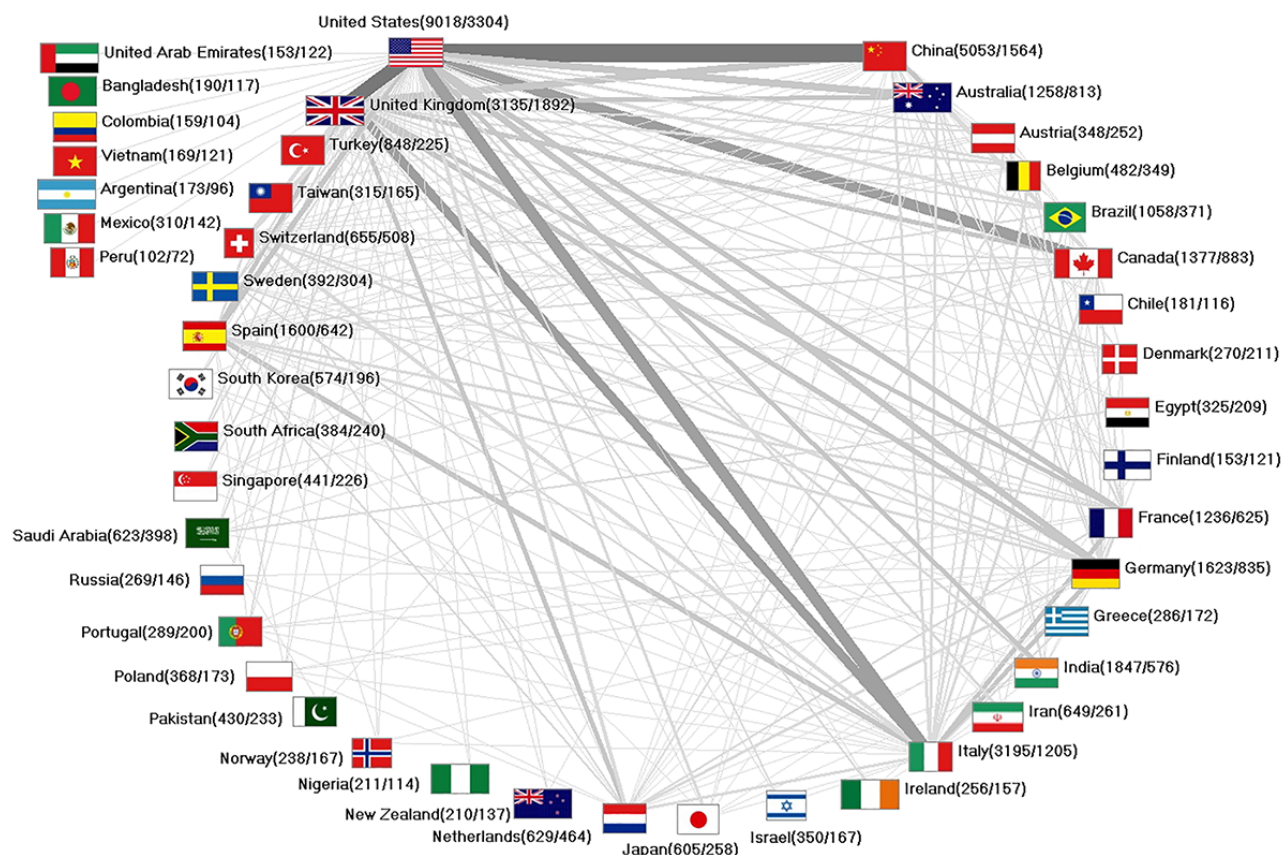 United States(9018/3304)
United Arab Emirates(153/122)
China(5053/1564)
Bangladesh(190/117)
Australia(1258/813)
United Kingdom(3135/1892)
Colombia(159/104)
Austria(348/252)
Turkey(848/225)
Vietnam(169/121)
Belgium(482/349)
Argentina(173/96)
Taiwan(315/165)
Brazil(1058/371)
Mexico(310/142)
Switzerland(655/508)
Peru(102/72)
Canada(1377/883)
Sweden(392/304)
Chile(181/116)
Spain(1600/642)
Denmark(270/211)
South Korea(574/196)
Egypt(325/209)
South Africa(384/240)
Finland(153/121)
Singapore(441/226)
France(1236/625)
Saudi Arabia(623/398)
Germany(1623/835)
Russia(269/146)
Greece(286/172)
Portugal(289/200)
India(1847/576)
Poland(368/173)
Iran(649/261)
Pakistan(430/233)
Italy(3195/1205)
Norway(238/167)
Nigeria(211/114)
Ireland(256/157)
New Zealand(210/137)
Netherlands(629/464)
Israel(350/167)
Japan(605/258)